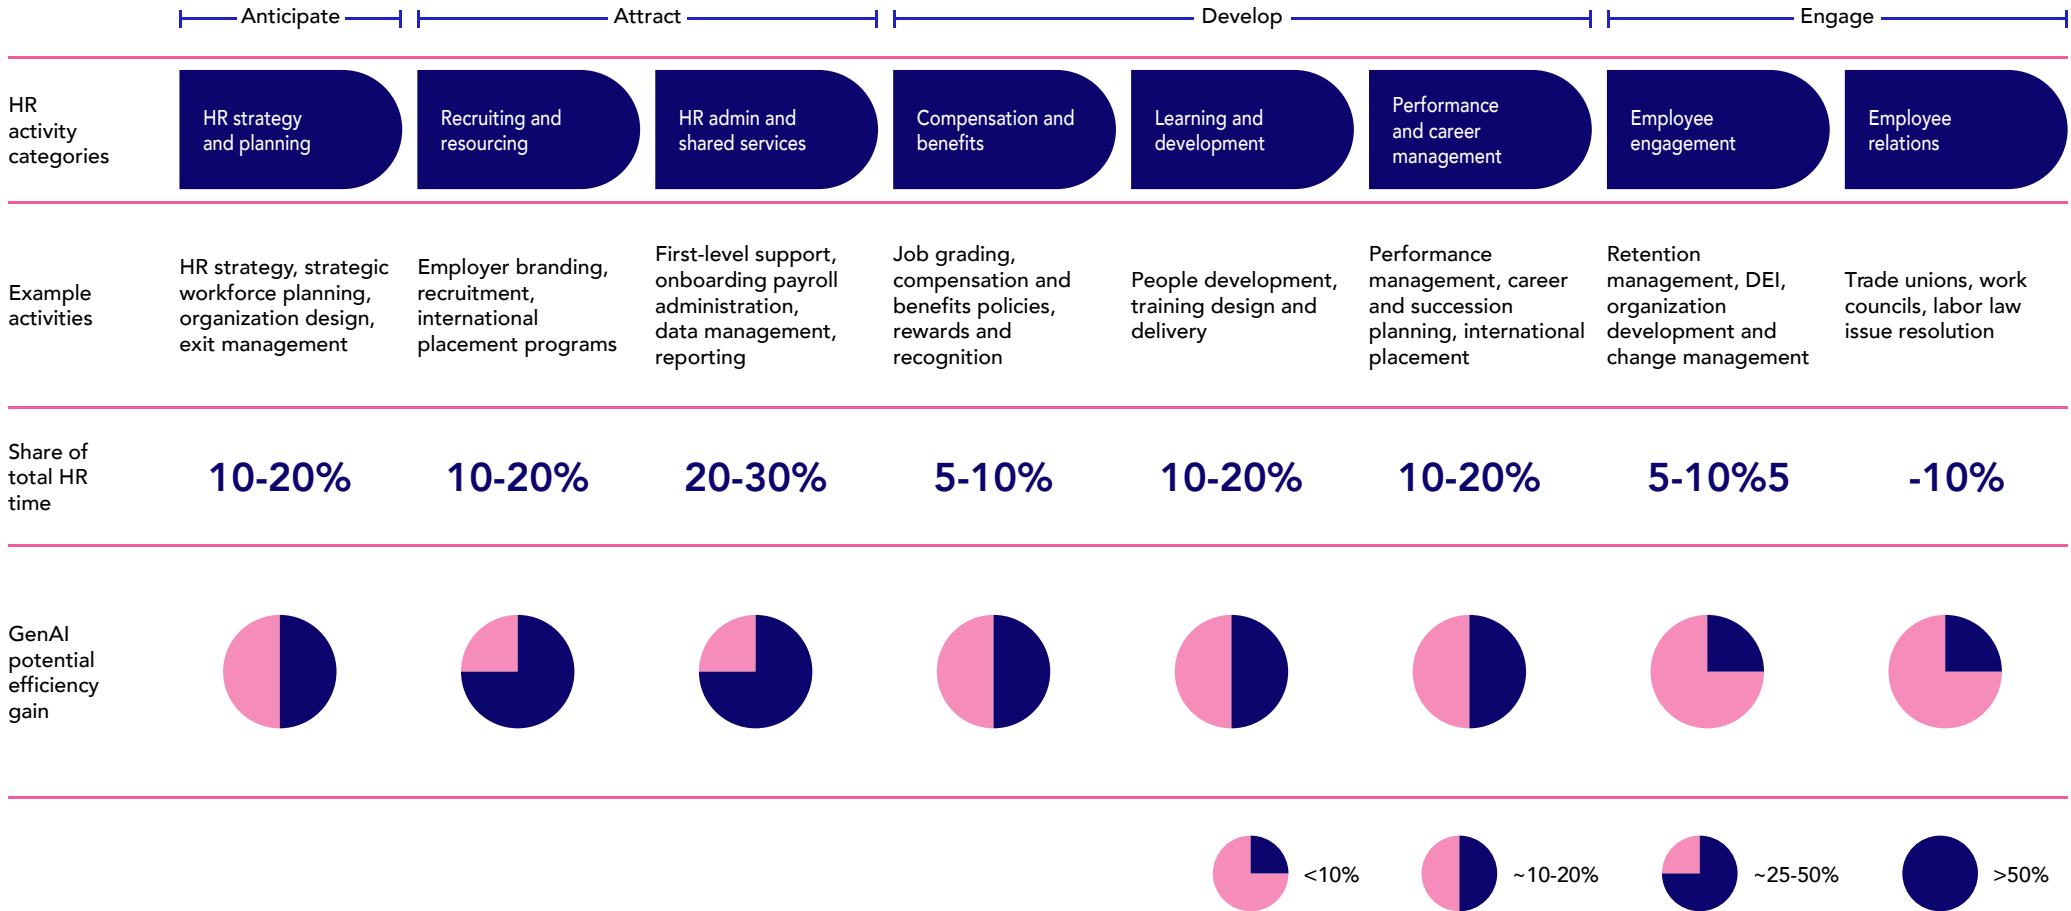 Anticipate
Attract
Develop
Engage
HR
activity
categories
HR strategy
and planning
Recruiting and
resourcing
HR admin and
shared services
Compensation and
benefits
Learning and
development
Performance
and career
management
Employee
engagement
Employee
relations
Example
activities
HR strategy, strategic
workforce planning,
organization design,
exit management
Employer branding,
recruitment,
international
placement programs
First-level support,
onboarding payroll
administration,
data management,
reporting
Job grading,
compensation and
benefits policies,
rewards and
recognition
People development,
training design and
delivery
Performance
management, career
and succession
planning, international
placement
Retention
management, DEI,
organization
development and
change management
Trade unions, work
councils, labor law
issue resolution
Share of
total HR
time
10-20%
10-20%
20-30%
5-10%
10-20%
10-20%
5-10%5
-10%
GenAI
potential
efficiency
gain
<10%
~10-20%
~25-50%
>50%